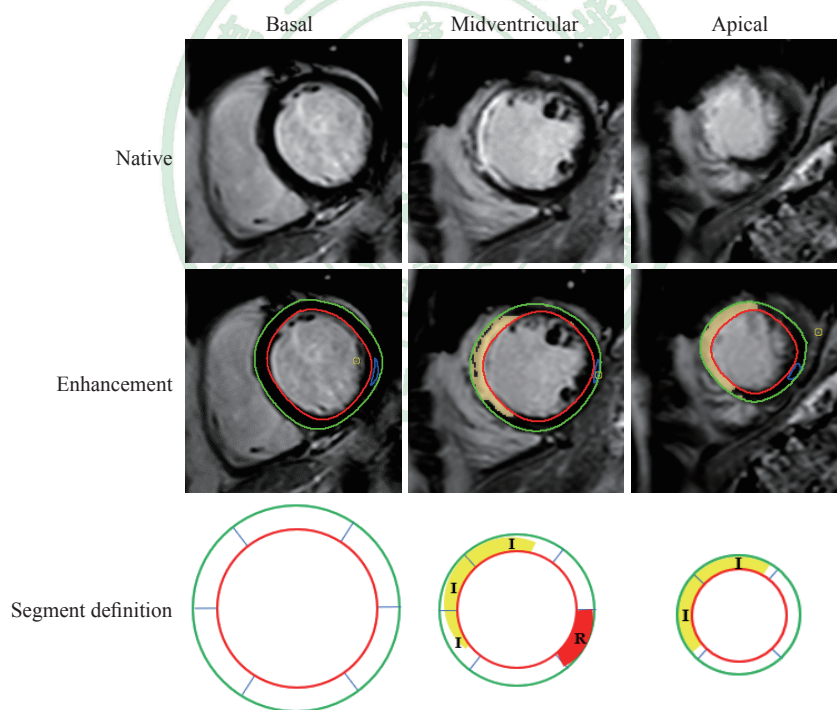 Basal Midventricular Apical
Native
Enhancement
Segment definition
I
I
I
R
I
I